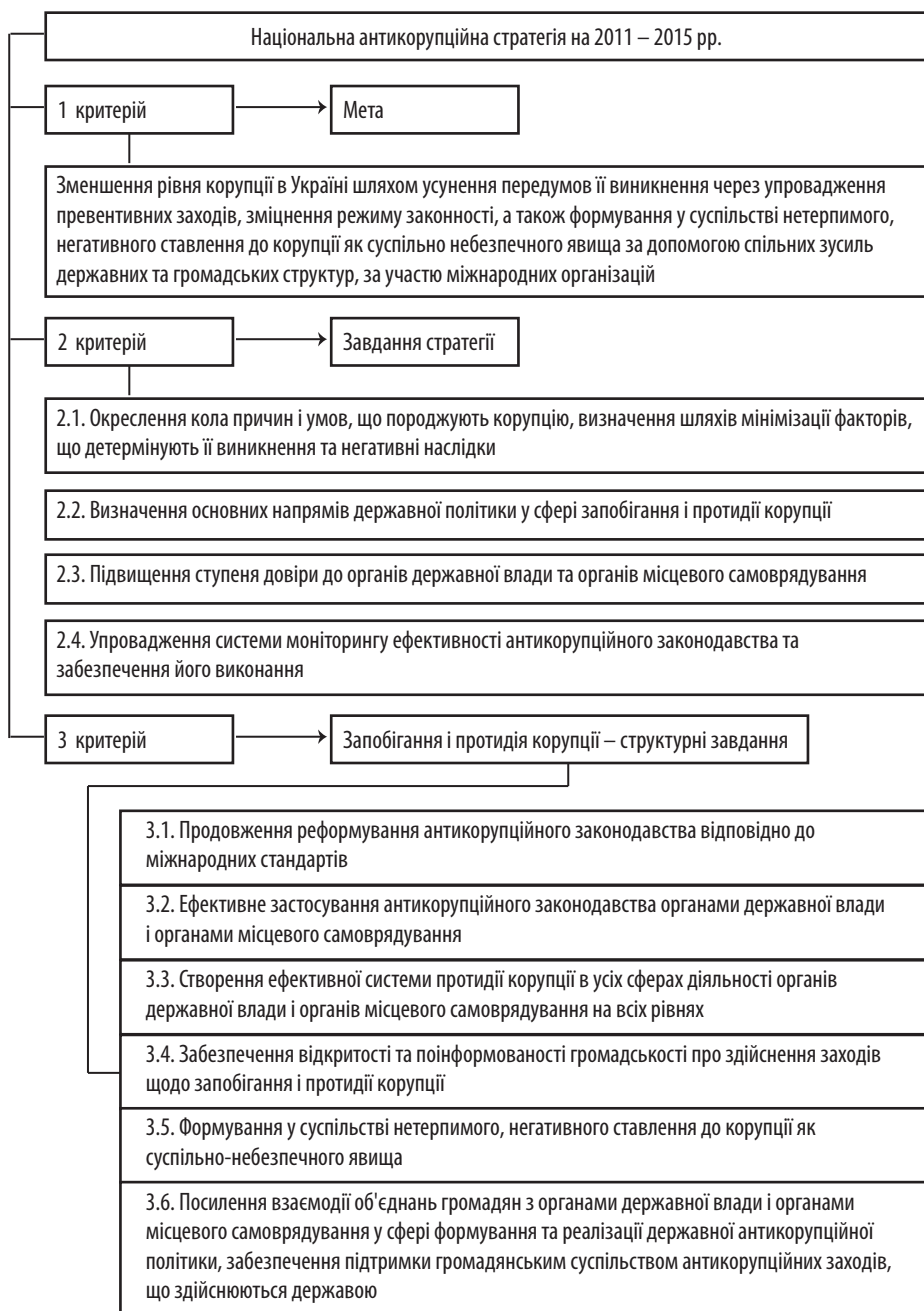 Національна антикорупційна стратегія на 2011 – 2015 рр.
1 критерій
Мета
Зменшення рівня корупції в Україні шляхом усунення передумов її виникнення через упровадження
превентивних заходів, зміцнення режиму законності, а також формування у суспільстві нетерпимого,
негативного ставлення до корупції як суспільно небезпечного явища за допомогою спільних зусиль
державних та громадських структур, за участю міжнародних організацій
2 критерій
Завдання стратегії
2.1. Окреслення кола причин і умов, що породжують корупцію, визначення шляхів мінімізації факторів,
що детермінують її виникнення та негативні наслідки
2.2. Визначення основних напрямів державної політики у сфері запобігання і протидії корупції
2.3. Підвищення ступеня довіри до органів державної влади та органів місцевого самоврядування
2.4. Упровадження системи моніторингу ефективності антикорупційного законодавства та
забезпечення його виконання
3 критерій
Запобігання і протидія корупції – структурні завдання
3.1. Продовження реформування антикорупційного законодавства відповідно до
міжнародних стандартів
3.2. Ефективне застосування антикорупційного законодавства органами державної влади
і органами місцевого самоврядування
3.3. Створення ефективної системи протидії корупції в усіх сферах діяльності органів
державної влади і органів місцевого самоврядування на всіх рівнях
3.4. Забезпечення відкритості та поінформованості громадськості про здійснення заходів
щодо запобігання і протидії корупції
3.5. Формування у суспільстві нетерпимого, негативного ставлення до корупції як
суспільно-небезпечного явища
3.6. Посилення взаємодії об'єднань громадян з органами державної влади і органами
місцевого самоврядування у сфері формування та реалізації державної антикорупційної
політики, забезпечення підтримки громадянським суспільством антикорупційних заходів,
що здійснюються державою